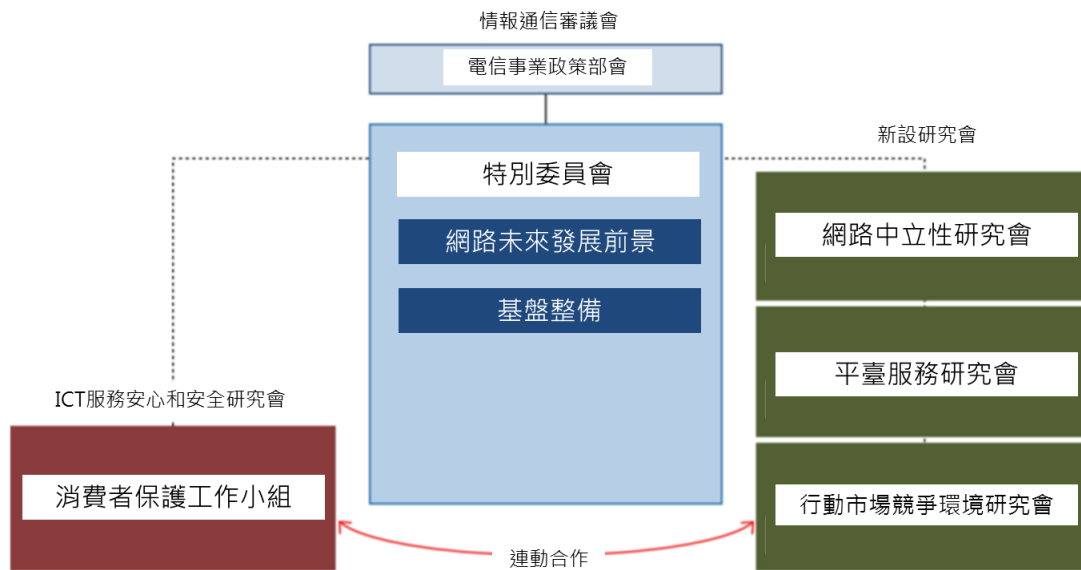 情報通信審議會
電信事業政策部會
特別委員會
網路未來發展前景
基盤整備
新設研究會
網路中立性研究會
平臺服務研究會
行動市場競爭環境研究會
ICT服務安心和安全研究會
消費者保護工作小組
連動合作